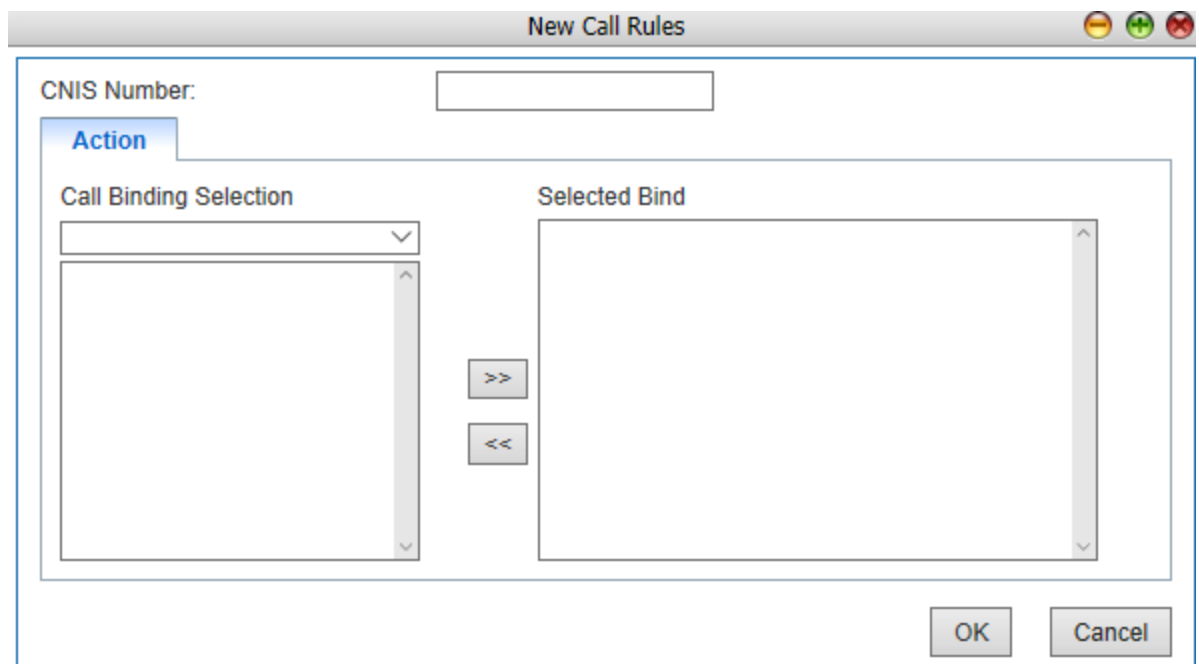 New Call Rules
CNIS Number:
Action
Call Binding Selection
Selected Bind
>>
<<
OK
Cancel